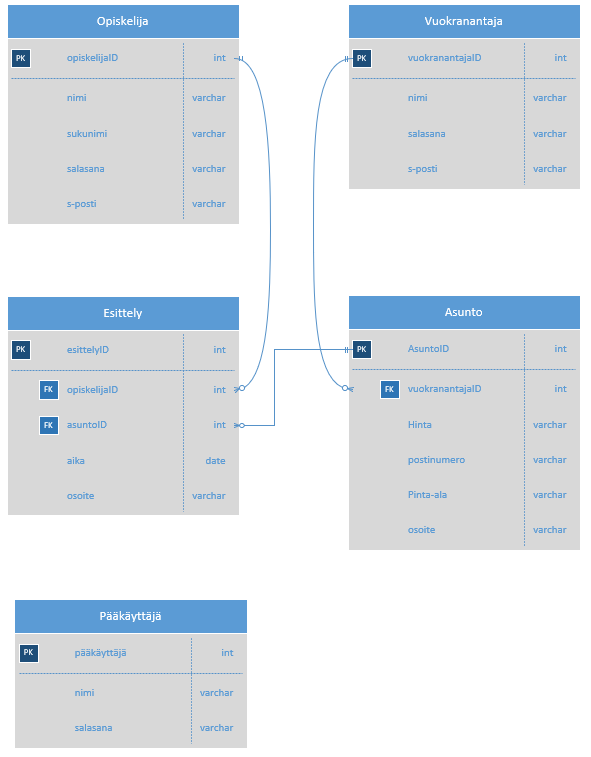 Opiskelija
PK opiskelijaID int
nimi varchar
sukunimi varchar
salasana varchar
s-posti varchar
Vuokranantaja
PK vuokranantajaID int
nimi varchar
salasana varchar
s-posti varchar
Esittely
PK esittelyID int
FK opiskelijaID int
FK asuntoID int
aika date
osoite varchar
Asunto
PK AsuntoID int
FK vuokranantajaID int
Hinta varchar
postinumero varchar
Pinta-ala varchar
osoite varchar
Pääkäyttäjä
PK pääkäyttäjä int
nimi varchar
salasana varchar